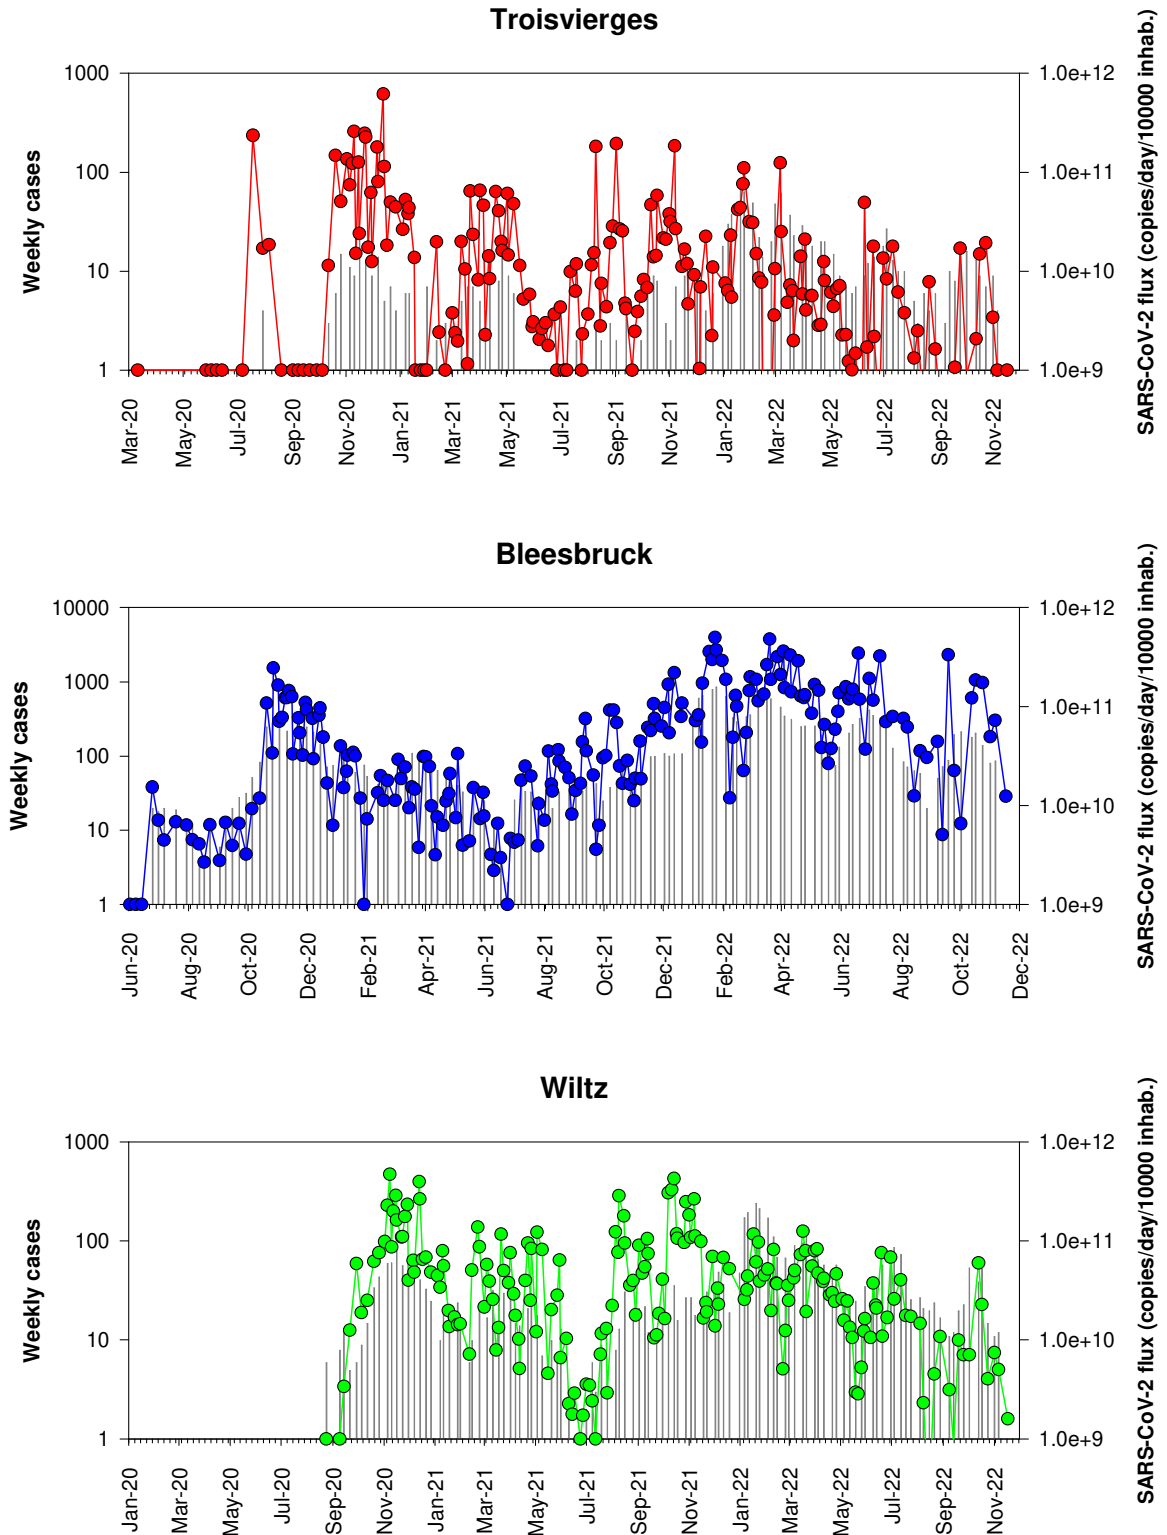 Troisvierges
Weekly cases
SARS-CoV-2 flux (copies/day/10000 inhab.)
1000
100
10
1
1.0e+12
1.0e+11
1.0e+10
1.0e+9
Mar-20
May-20
Jul-20
Sep-20
Nov-20
Jan-21
Mar-21
May-21
Jul-21
Sep-21
Nov-21
Jan-22
Mar-22
May-22
Jul-22
Sep-22
Nov-22
Bleesbruck
Weekly cases
SARS-CoV-2 flux (copies/day/10000 inhab.)
10000
1000
100
10
1
1.0e+12
1.0e+11
1.0e+10
1.0e+9
Jun-20
Aug-20
Oct-20
Dec-20
Feb-21
Apr-21
Jun-21
Aug-21
Oct-21
Dec-21
Feb-22
Apr-22
Jun-22
Aug-22
Oct-22
Dec-22
Wiltz
Weekly cases
SARS-CoV-2 flux (copies/day/10000 inhab.)
1000
100
10
1
1.0e+12
1.0e+11
1.0e+10
1.0e+9
Jan-20
Mar-20
May-20
Jul-20
Sep-20
Nov-20
Jan-21
Mar-21
May-21
Jul-21
Sep-21
Nov-21
Jan-22
Mar-22
May-22
Jul-22
Sep-22
Nov-22